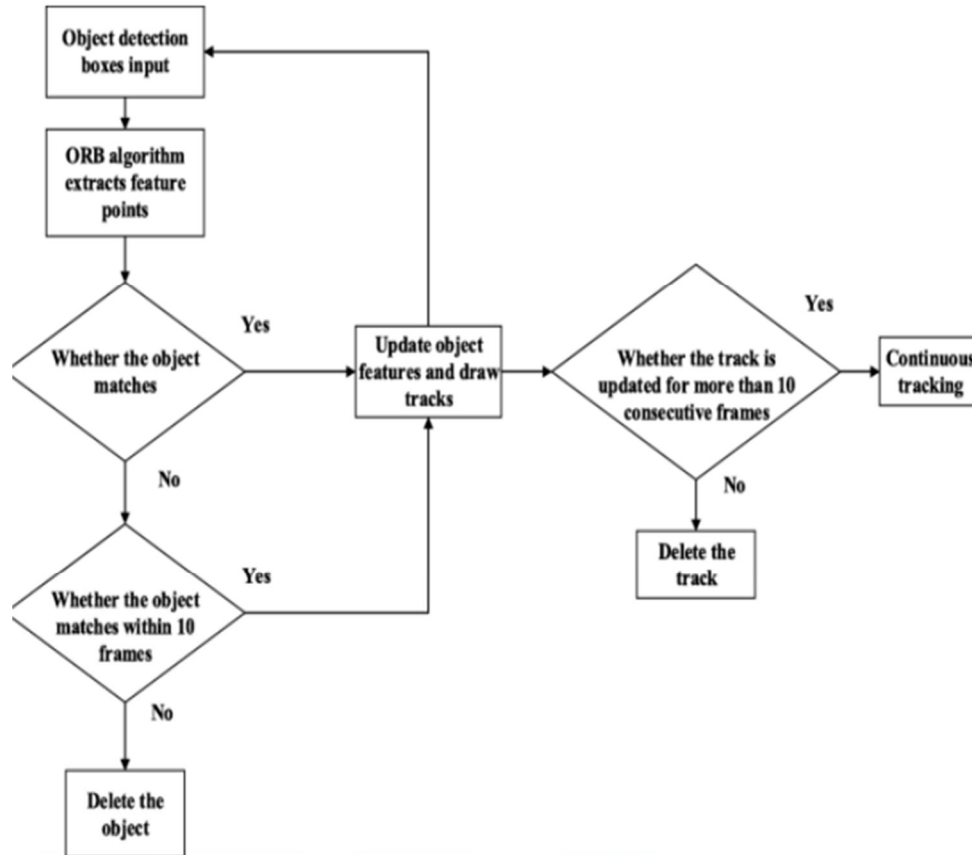 Object detection
boxes input
ORB algorithm
extracts feature
points
Whether the object
matches
Yes
No
Whether the object
matches within 10
frames
Yes
No
Delete the
object
Update object
features and draw
tracks
Whether the track is
updated for more than 10
consecutive frames
Yes
No
Continuous
tracking
Delete the
track